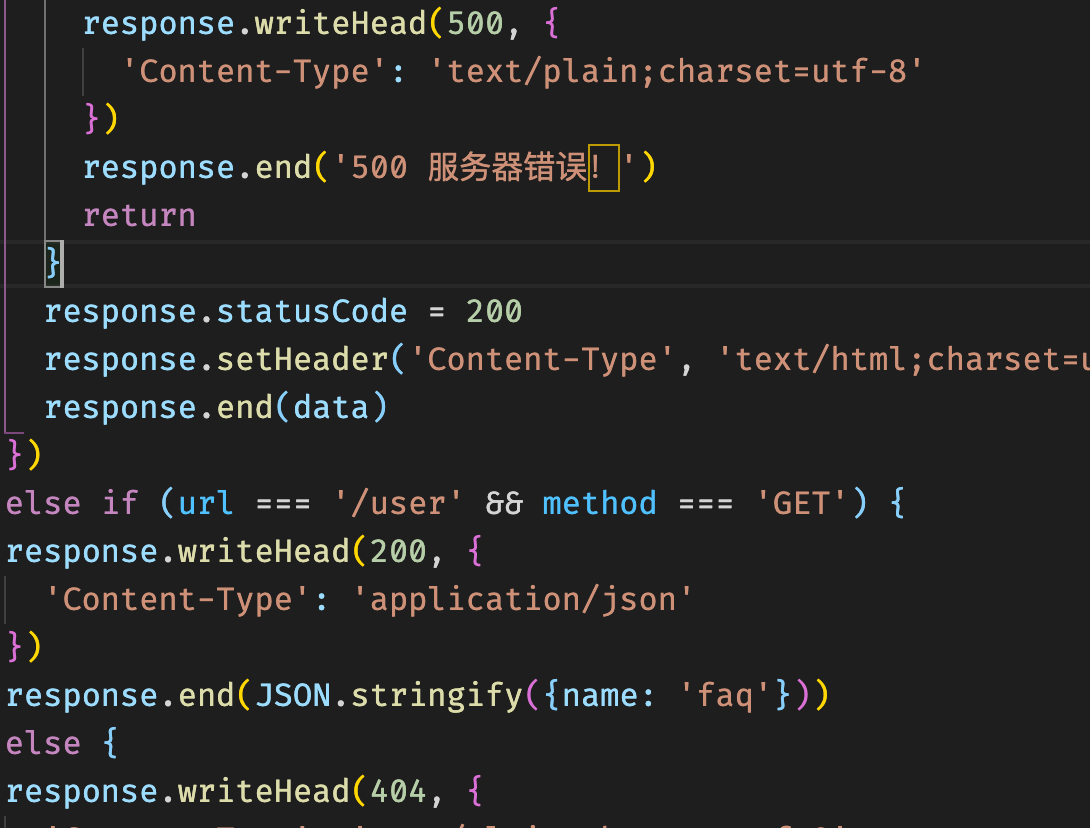 response.writeHead(500, {
'Content-Type': 'text/plain;charset=utf-8'
})
response.end('500 服务器错误！')
return
}
response.statusCode = 200
response.setHeader('Content-Type', 'text/html;charset=u
response.end(data)
})
else if (url === '/user' && method === 'GET') {
response.writeHead(200, {
'Content-Type': 'application/json'
})
response.end(JSON.stringify({name: 'faq'}))
else {
response.writeHead(404, {